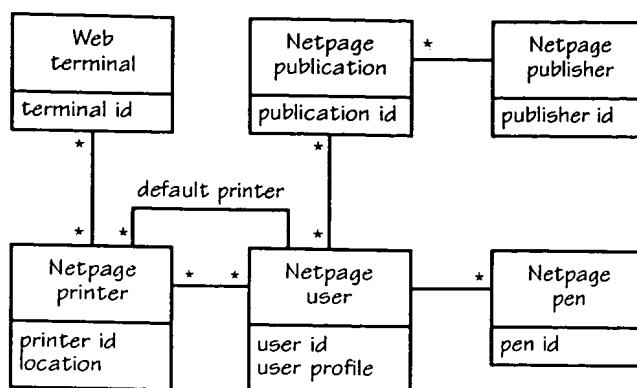 Web
terminal
terminal id
Netpage
publication
publication id
Netpage
publisher
publisher id
*
*
*
default printer
*
*
*
*
*
*
*
Netpage
printer
printer id
location
Netpage
user
user id
user profile
Netpage
pen
pen id